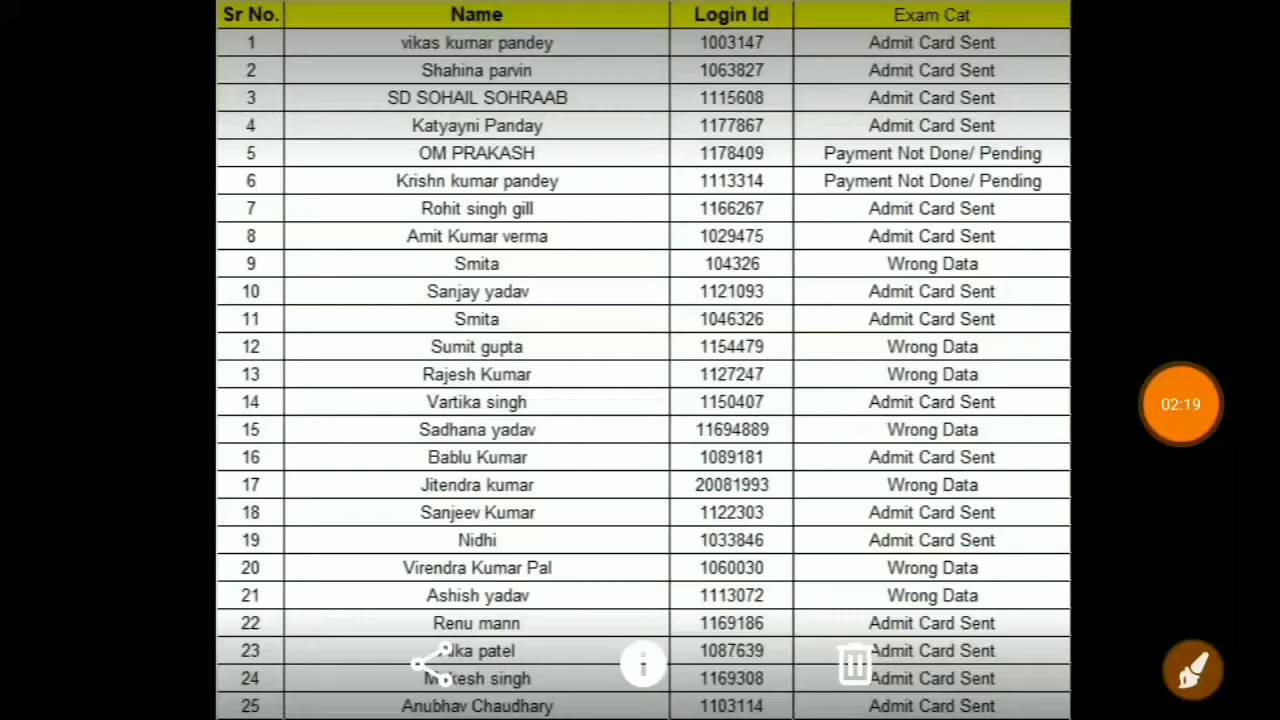 Sr No. Name Login Id Exam Cat
1 vikas kumar pandey 1003147 Admit Card Sent
2 Shahina parvin 1063827 Admit Card Sent
3 SD SOHAIL SOHRAAB 1115608 Admit Card Sent
4 Katyayni Panday 1177867 Admit Card Sent
5 OM PRAKASH 1178409 Payment Not Done/ Pending
6 Krishn kumar pandey 1113314 Payment Not Done/ Pending
7 Rohit singh gill 1166267 Admit Card Sent
8 Amit Kumar verma 1029475 Admit Card Sent
9 Smita 104326 Wrong Data
10 Sanjay yadav 1121093 Admit Card Sent
11 Smita 1046326 Admit Card Sent
12 Sumit gupta 1154479 Wrong Data
13 Rajesh Kumar 1127247 Wrong Data
14 Vartika singh 1150407 Admit Card Sent
02:19
15 Sadhana yadav 11694889 Wrong Data
16 Bablu Kumar 1089181 Admit Card Sent
17 Jitendra kumar 20081993 Wrong Data
18 Sanjeev Kumar 1122303 Admit Card Sent
19 Nidhi 1033846 Admit Card Sent
20 Virendra Kumar Pal 1060030 Wrong Data
21 Ashish yadav 1113072 Wrong Data
22 Renu mann 1169186 Admit Card Sent
23 patel 1087639 Admit Card Sent
24 singh 1169308 Admit Card Sent
25 Anubhav Chaudhary 1103114 Admit Card Sent